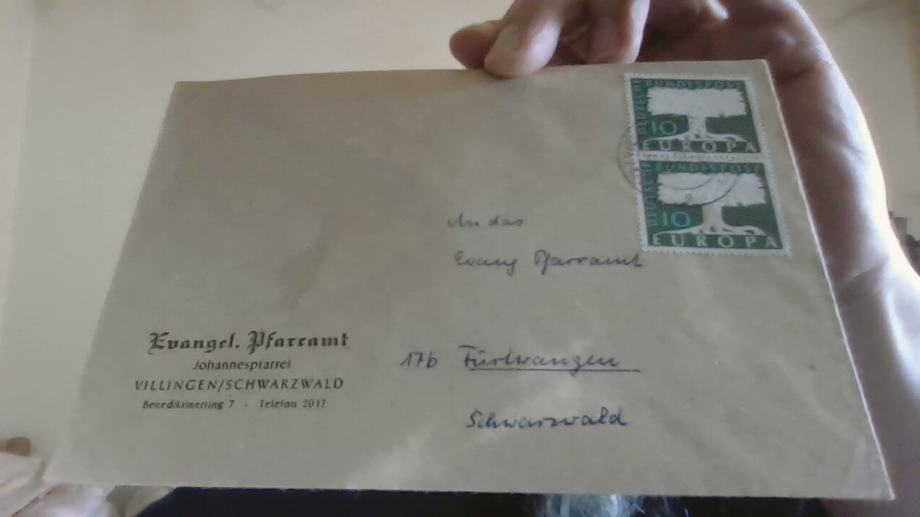 DEUTSCHE BUNDESPOST
10
EUROPA
DEUTSCHE BUNDESPOST
10
EUROPA
An das
Evang Pfarramt
17b Furtwangen
Schwarzwald
Evangel. Pfarramt
Johannespfarrei
VILLINGEN/SCHWARZWALD
Benediktinerring 7 - Telefon 2017